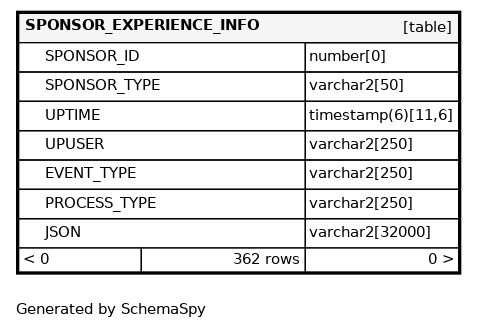 SPONSOR_EXPERIENCE_INFO [table]
SPONSOR_ID number[0]
SPONSOR_TYPE varchar2[50]
UPTIME timestamp(6)[11,6]
UPUSER varchar2[250]
EVENT_TYPE varchar2[250]
PROCESS_TYPE varchar2[250]
JSON varchar2[32000]
< 0 362 rows 0 >
Generated by SchemaSpy